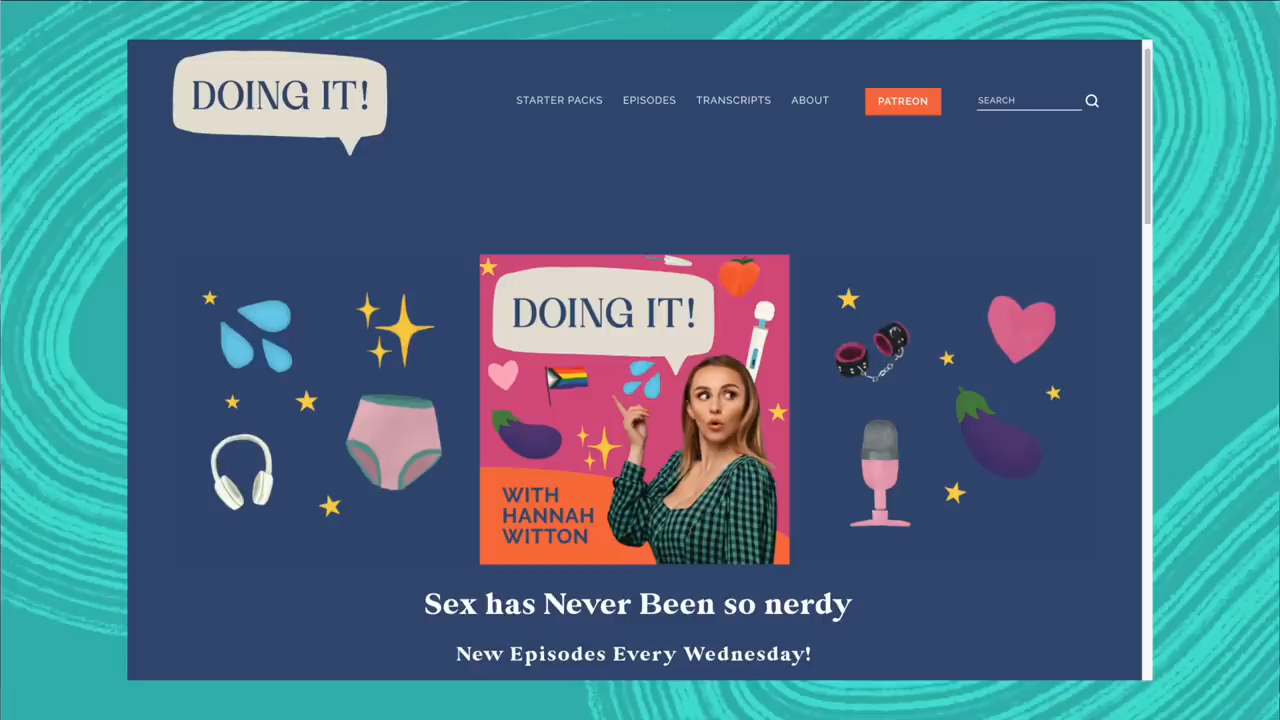 DOING IT!
STARTER PACKS EPISODES TRANSCRIPTS ABOUT PATREON SEARCH
DOING IT!
WITH
HANNAH
WITTON
Sex has Never Been so nerdy
New Episodes Every Wednesday!